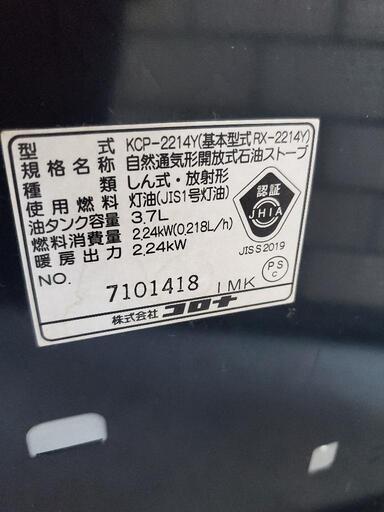 型式 KCP-2214Y(基本型式RX-2214Y)
規格名称 自然通気形開放式石油ストーブ
種類 しん式・放射形
使用燃料 灯油(JIS1号灯油)
油タンク容量 3.7L
燃料消費量 2.24kW(0.218L/h)
暖房出力 2.24kW
認証
JHIA
JIS S 2019
PS
C
NO. 7101418 IMK
株式会社 コロナ